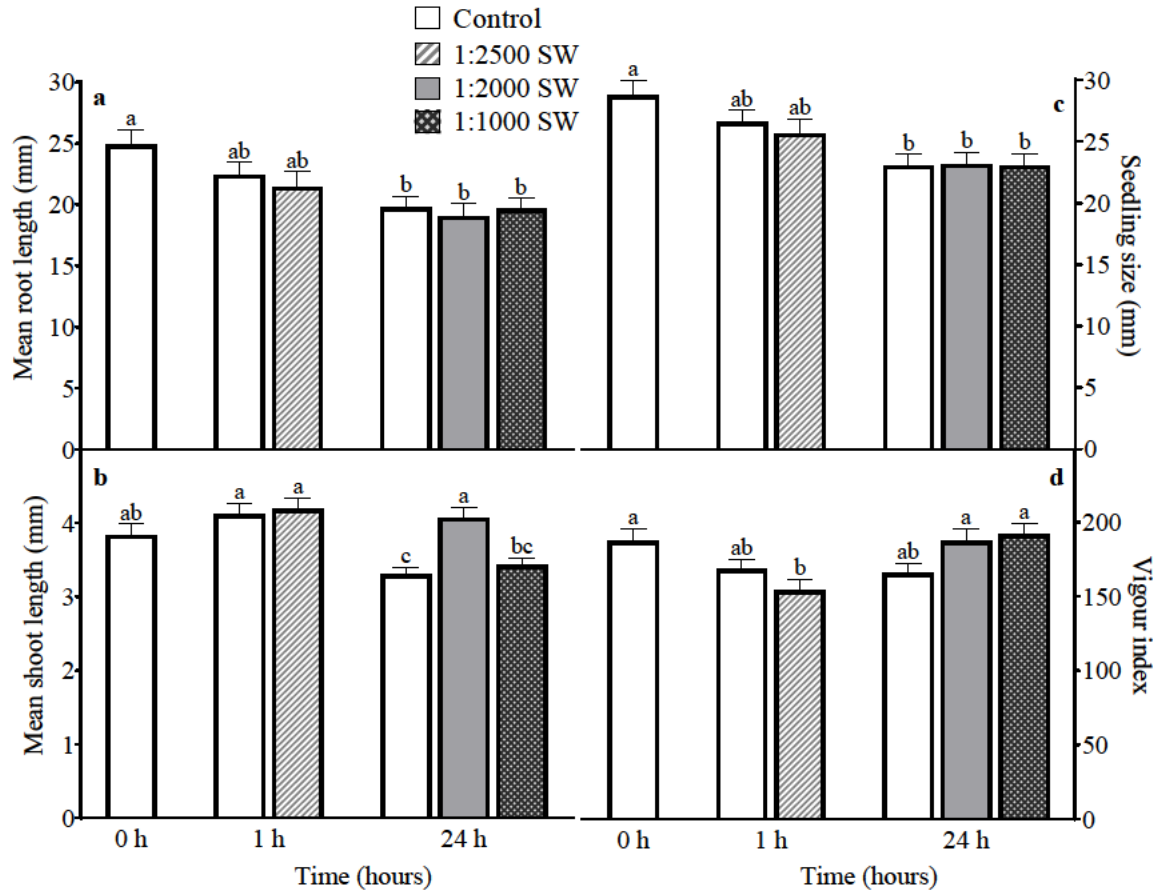 Control
1:2500 SW
1:2000 SW
1:1000 SW
a
Mean root length (mm)
30
25
20
15
10
5
0
a
ab
ab
b
b
b
c
Seedling size (mm)
30
25
20
15
10
5
0
a
ab
ab
b
b
b
b
Mean shoot length (mm)
4
3
2
1
0
ab
a
a
c
a
bc
0 h
1 h
24 h
Time (hours)
d
Vigour index
200
150
100
50
0
a
ab
b
ab
a
a
0 h
1 h
24 h
Time (hours)